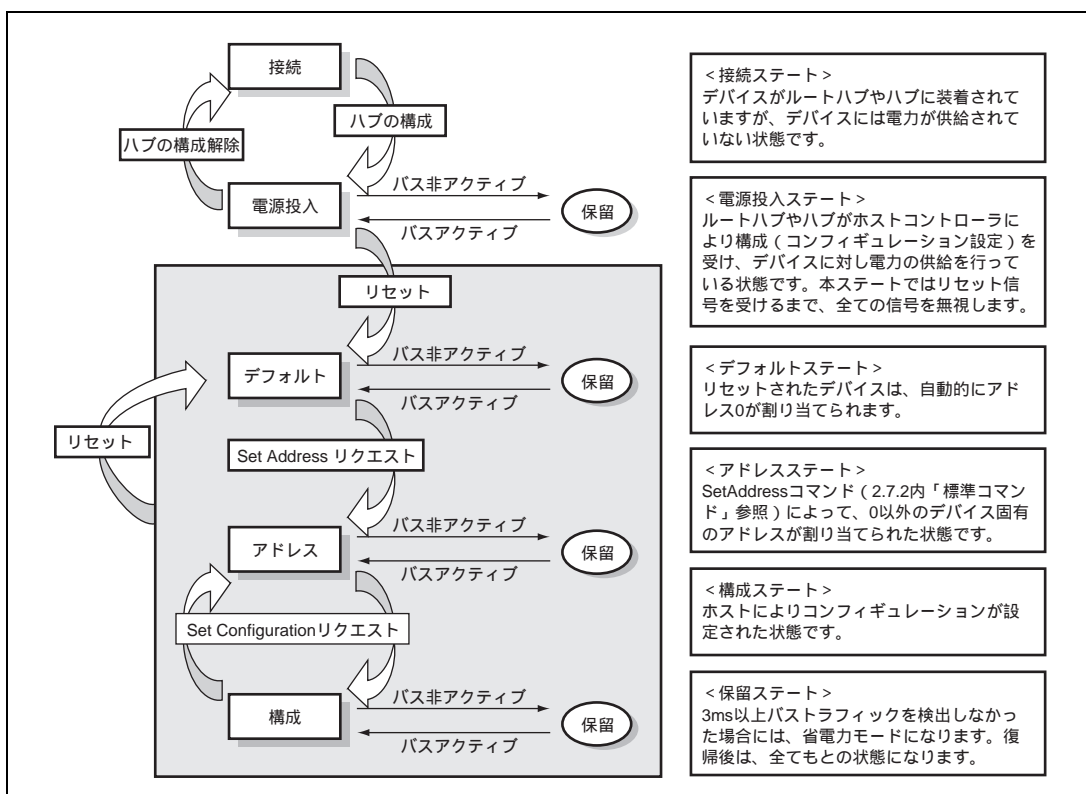 接続
ハブの構成
ハブの構成解除
電源投入
バス非アクティブ
バスアクティブ
保留
リセット
デフォルト
バス非アクティブ
バスアクティブ
保留
リセット
Set Address リクエスト
アドレス
バス非アクティブ
バスアクティブ
保留
Set Configurationリクエスト
構成
バス非アクティブ
バスアクティブ
保留
<接続ステート>
デバイスがルートハブやハブに装着されて
いますが、デバイスには電力が供給されて
いない状態です。
<電源投入ステート>
ルートハブやハブがホストコントローラに
より構成(コンフィギュレーション設定)を
受け、デバイスに対し電力の供給を行って
いる状態です。本ステートではリセット信
号を受けるまで、全ての信号を無視します。
<デフォルトステート>
リセットされたデバイスは、自動的にアド
レス0が割り当てられます。
<アドレスステート>
SetAddressコマンド(2.7.2内「標準コマン
ド」参照)によって、0以外のデバイス固有
のアドレスが割り当てられた状態です。
<構成ステート>
ホストによりコンフィギュレーションが設
定された状態です。
<保留ステート>
3ms以上バストラフィックを検出しなかっ
た場合には、省電力モードになります。復
帰後は、全てもとの状態になります。